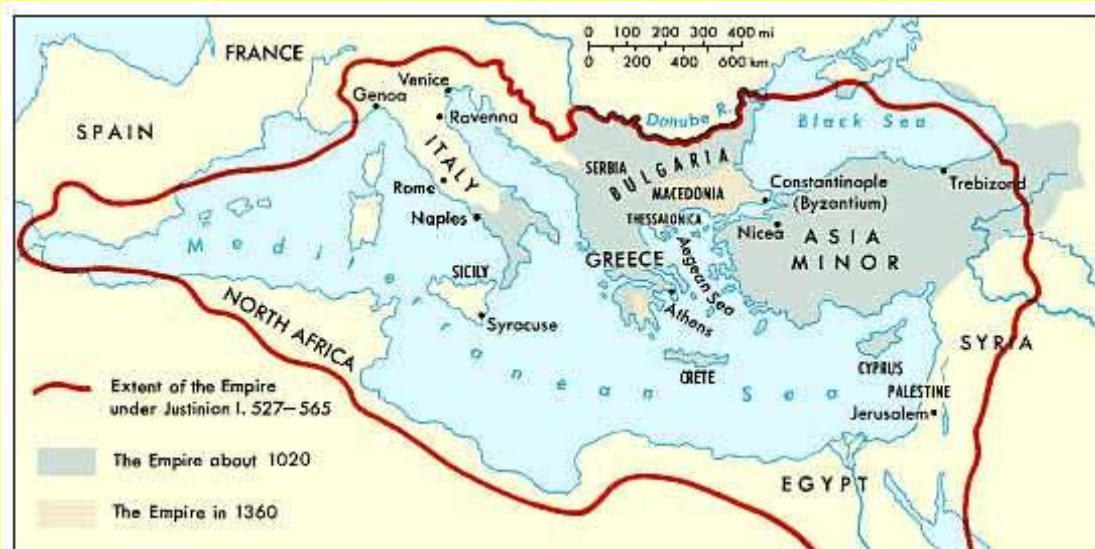 FRANCE
SPAIN
Venice
Genoa
Ravenna
ITALY
Rome
Naples
SICILY
Syracuse
NORTH AFRICA
Mediterranean Sea
0 100 200 300 400 mi
0 200 400 600 km
Danube R.
Black Sea
SERBIA
BULGARIA
MACEDONIA
THESSALONICA
GREECE
Aegean Sea
Athens
CRETE
Constantinople
(Byzantium)
Nicea
Trebizond
ASIA
MINOR
CYPRUS
SYRIA
PALESTINE
Jerusalem
EGYPT
Extent of the Empire
under Justinian I. 527–565
The Empire about 1020
The Empire in 1360